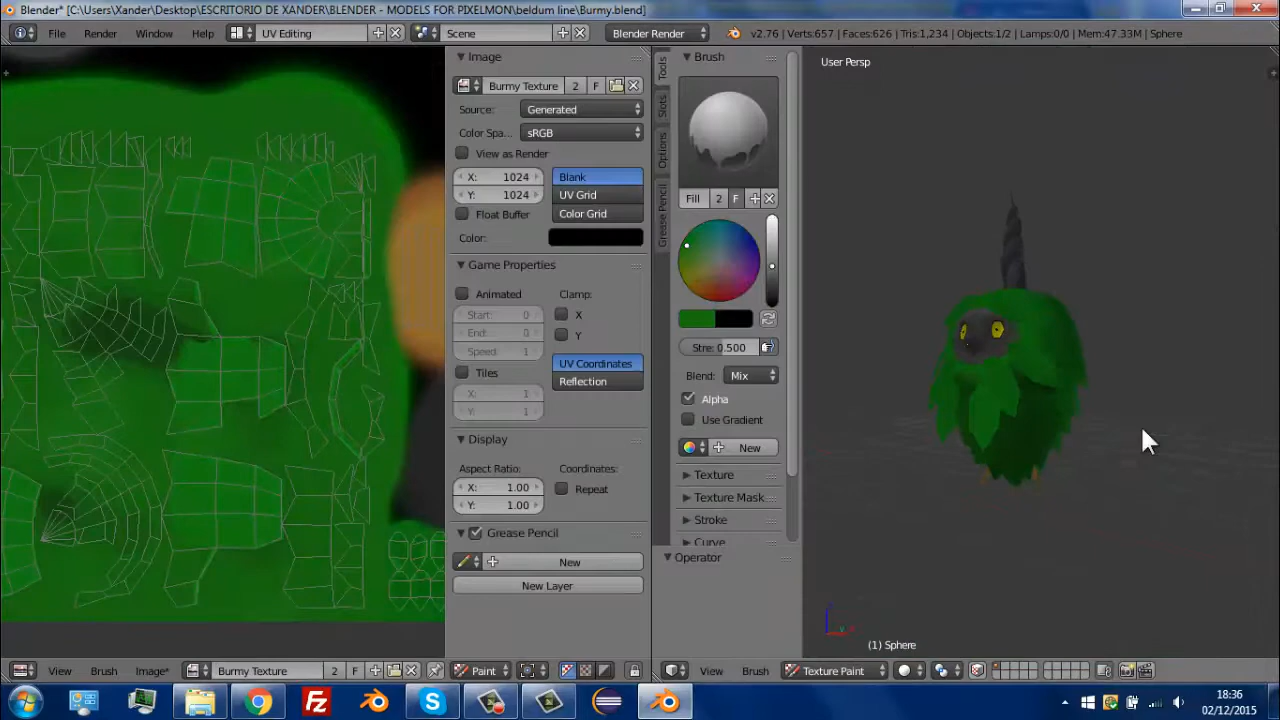 Blender* [C:\Users\Xander\Desktop\ESCRITORIO DE XANDER\BLENDER - MODELS FOR PIXELMON\beldum line\Burmy.blend]
File Render Window Help UV Editing Scene Blender Render v2.76 | Verts:657 | Faces:626 | Tris:1,234 | Objects:1/2 | Lamps:0/0 | Mem:47.33M | Sphere
Image
Burmy Texture 2 F
Source: Generated
Color Spa... sRGB
View as Render
X: 1024 Blank
Y: 1024 UV Grid
Float Buffer Color Grid
Color:
Game Properties
Animated Clamp:
Start: 0 X
End: 0 Y
Speed: 1
UV Coordinates
Tiles Reflection
X: 1
Y: 1
Display
Aspect Ratio: Coordinates:
X: 1.00 Repeat
Y: 1.00
Grease Pencil
New
New Layer
Tools
Slots
Options
Grease Pencil
Brush
Fill 2 F
Stre: 0.500
Blend: Mix
Alpha
Use Gradient
New
Texture
Texture Mask
Stroke
Curve
Operator
User Persp
(1) Sphere
View Brush Image* Burmy Texture 2 F Paint
View Brush Texture Paint
18:36
02/12/2015